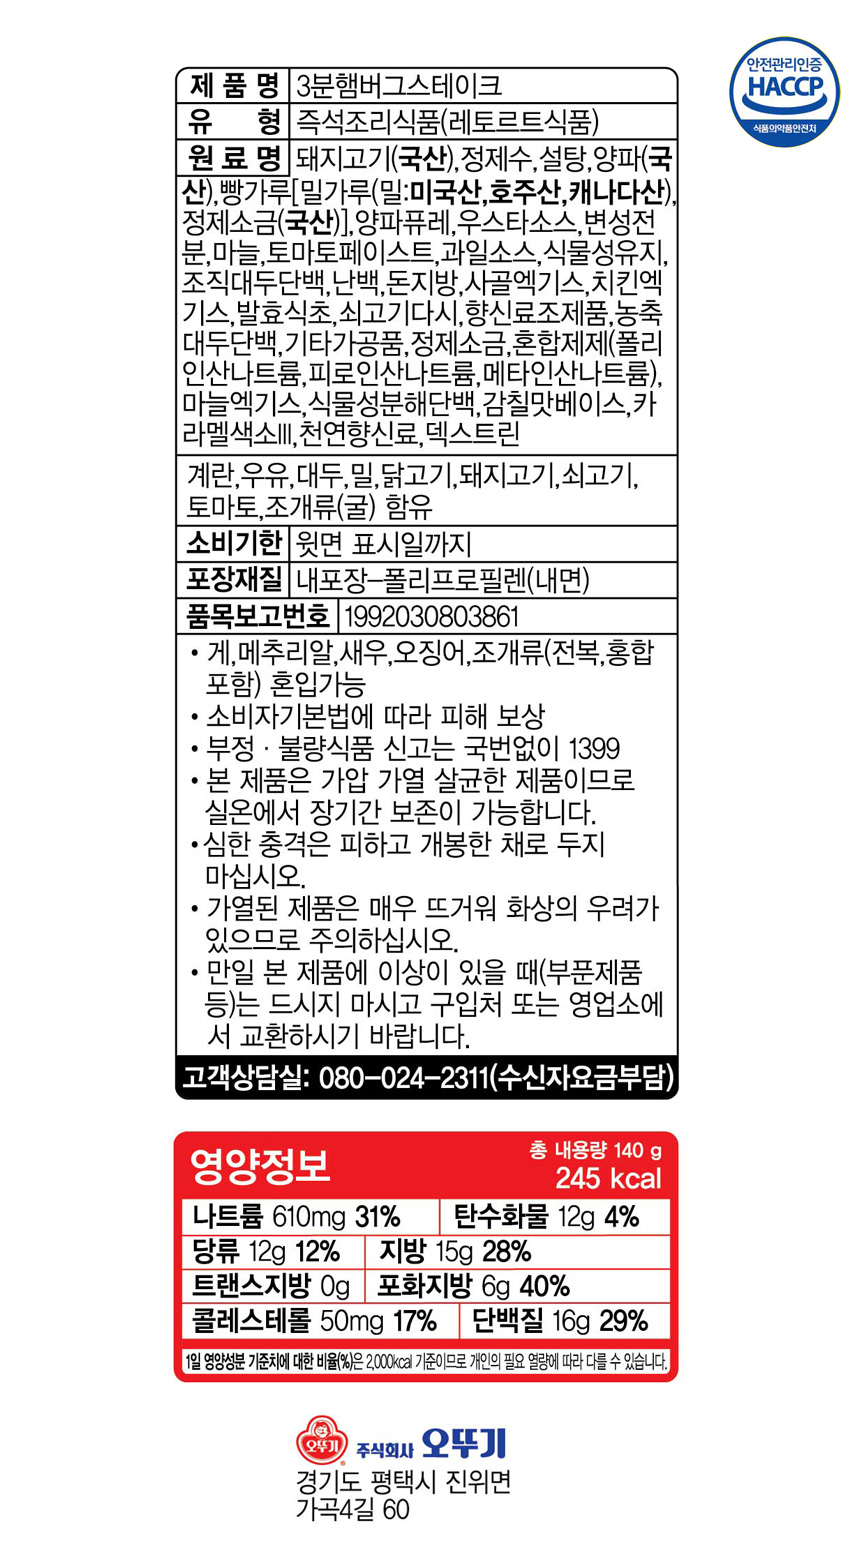 안전관리인증
HACCP
식품의약품안전처
제 품 명 3분햄버그스테이크
유 형 즉석조리식품(레토르트식품)
원 료 명 돼지고기(국산),정제수,설탕,양파(국
산),빵가루[밀가루(밀:미국산,호주산,캐나다산),
정제소금(국산)],양파퓨레,우스타소스,변성전
분,마늘,토마토페이스트,과일소스,식물성유지,
조직대두단백,난백,돈지방,사골엑기스,치킨엑
기스,발효식초,쇠고기다시,향신료조제품,농축
대두단백,기타가공품,정제소금,혼합제제(폴리
인산나트륨,피로인산나트륨,메타인산나트륨),
마늘엑기스,식물성분해단백,감칠맛베이스,카
라멜색소III,천연향신료,덱스트린
계란,우유,대두,밀,닭고기,돼지고기,쇠고기,
토마토,조개류(굴) 함유
소비기한 윗면 표시일까지
포장재질 내포장–폴리프로필렌(내면)
품목보고번호 1992030803861
• 게,메추리알,새우,오징어,조개류(전복,홍합
포함) 혼입가능
• 소비자기본법에 따라 피해 보상
• 부정 · 불량식품 신고는 국번없이 1399
• 본 제품은 가압 가열 살균한 제품이므로
실온에서 장기간 보존이 가능합니다.
• 심한 충격은 피하고 개봉한 채로 두지
마십시오.
• 가열된 제품은 매우 뜨거워 화상의 우려가
있으므로 주의하십시오.
• 만일 본 제품에 이상이 있을 때(부푼제품
등)는 드시지 마시고 구입처 또는 영업소에
서 교환하시기 바랍니다.
고객상담실: 080–024–2311(수신자요금부담)
영양정보 총 내용량 140 g
245 kcal
나트륨 610mg 31% 탄수화물 12g 4%
당류 12g 12% 지방 15g 28%
트랜스지방 0g 포화지방 6g 40%
콜레스테롤 50mg 17% 단백질 16g 29%
1일 영양성분 기준치에 대한 비율(%)은 2,000kcal 기준이므로 개인의 필요 열량에 따라 다를 수 있습니다.
오뚜기 주식회사 오뚜기
경기도 평택시 진위면
가곡4길 60